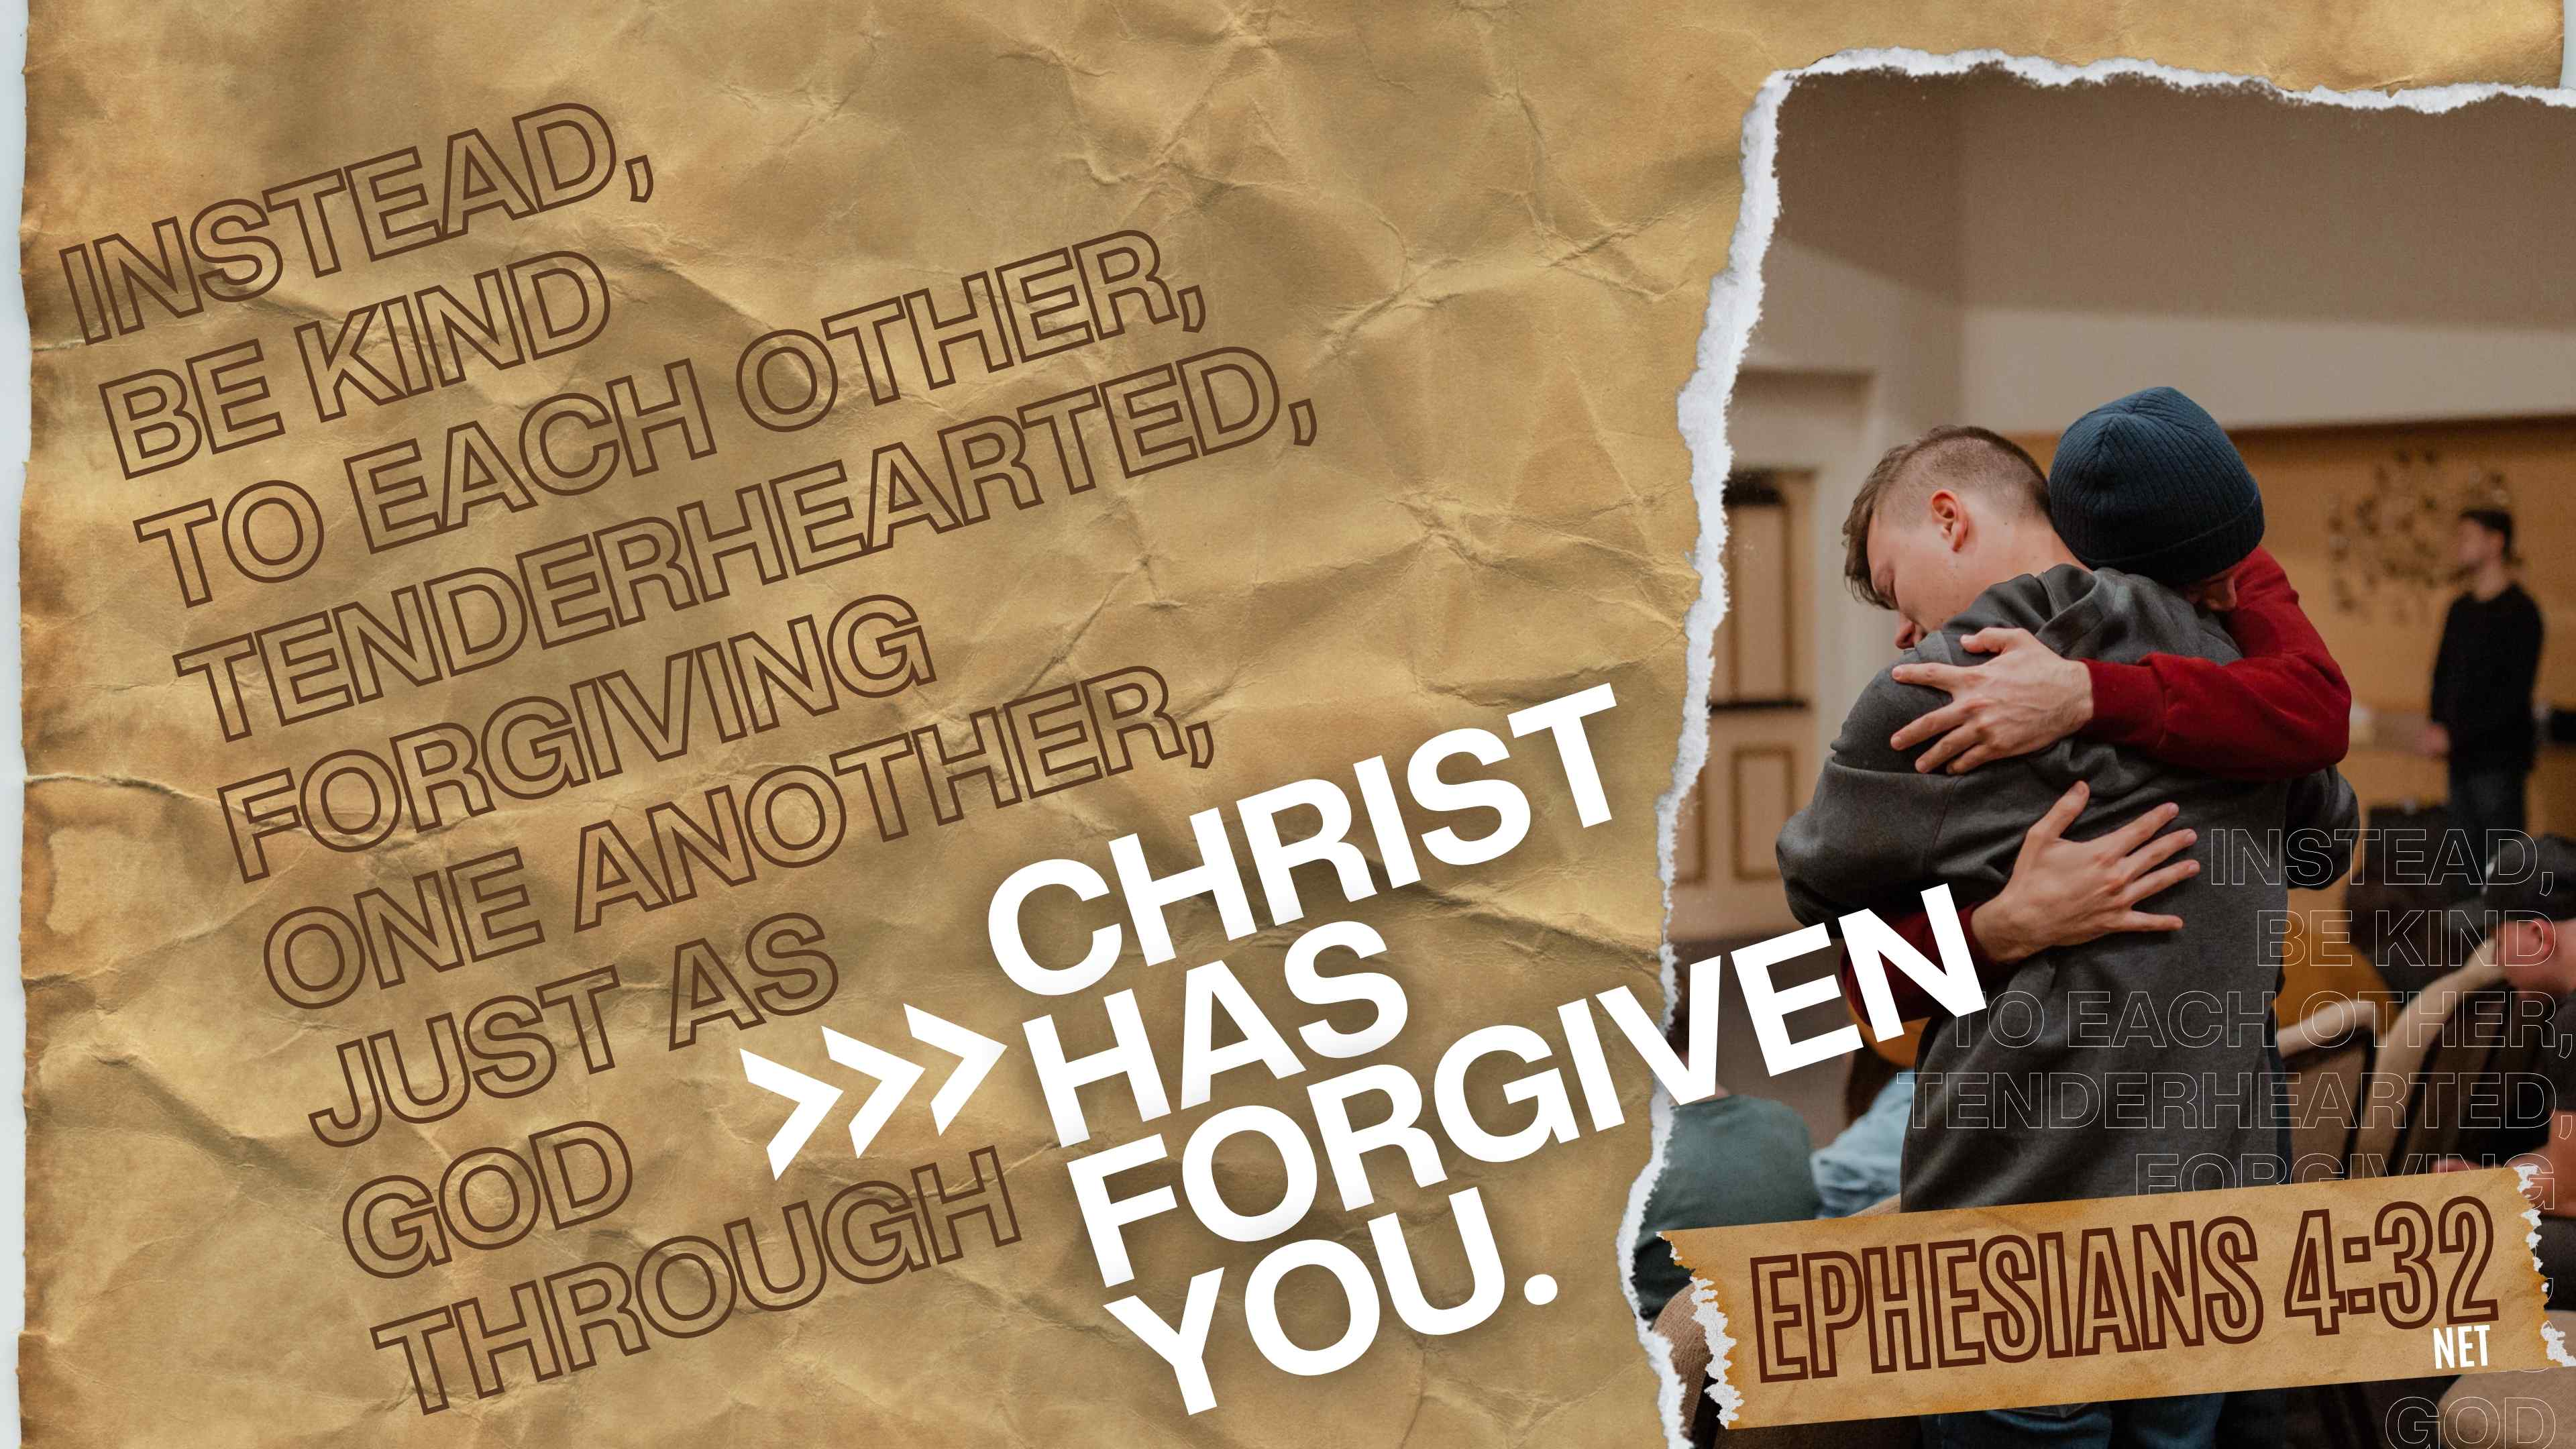 INSTEAD,
BE KIND
TO EACH OTHER,
TENDERHEARTED,
FORGIVING
ONE ANOTHER,
JUST AS
GOD
THROUGH
>>> CHRIST
HAS
FORGIVEN
YOU.
INSTEAD,
BE KIND
TO EACH OTHER,
TENDERHEARTED,
FORGIVING
EPHESIANS 4:32
NET
GOD